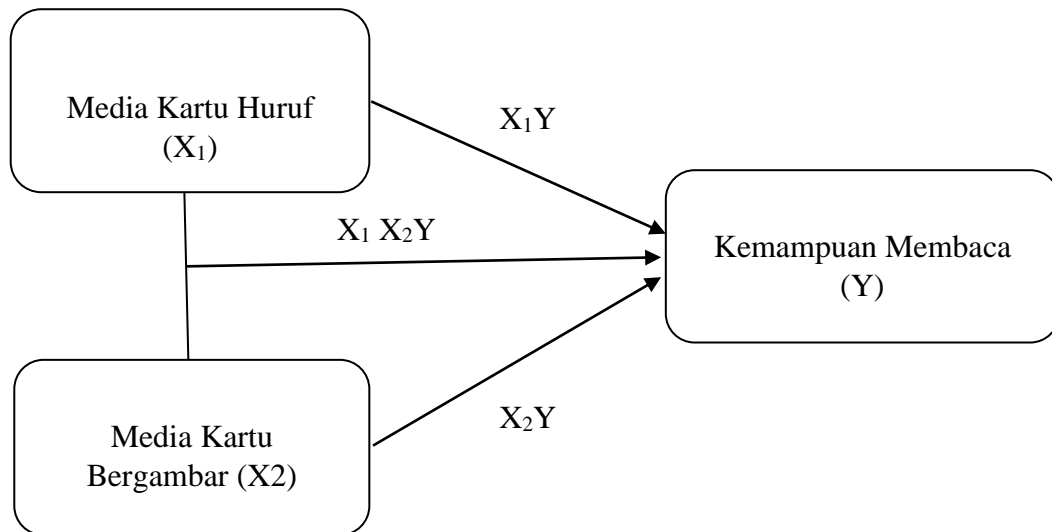 Media Kartu Huruf
(X₁)
X₁Y
X₁ X₂Y
Kemampuan Membaca
(Y)
X₂Y
Media Kartu
Bergambar (X2)